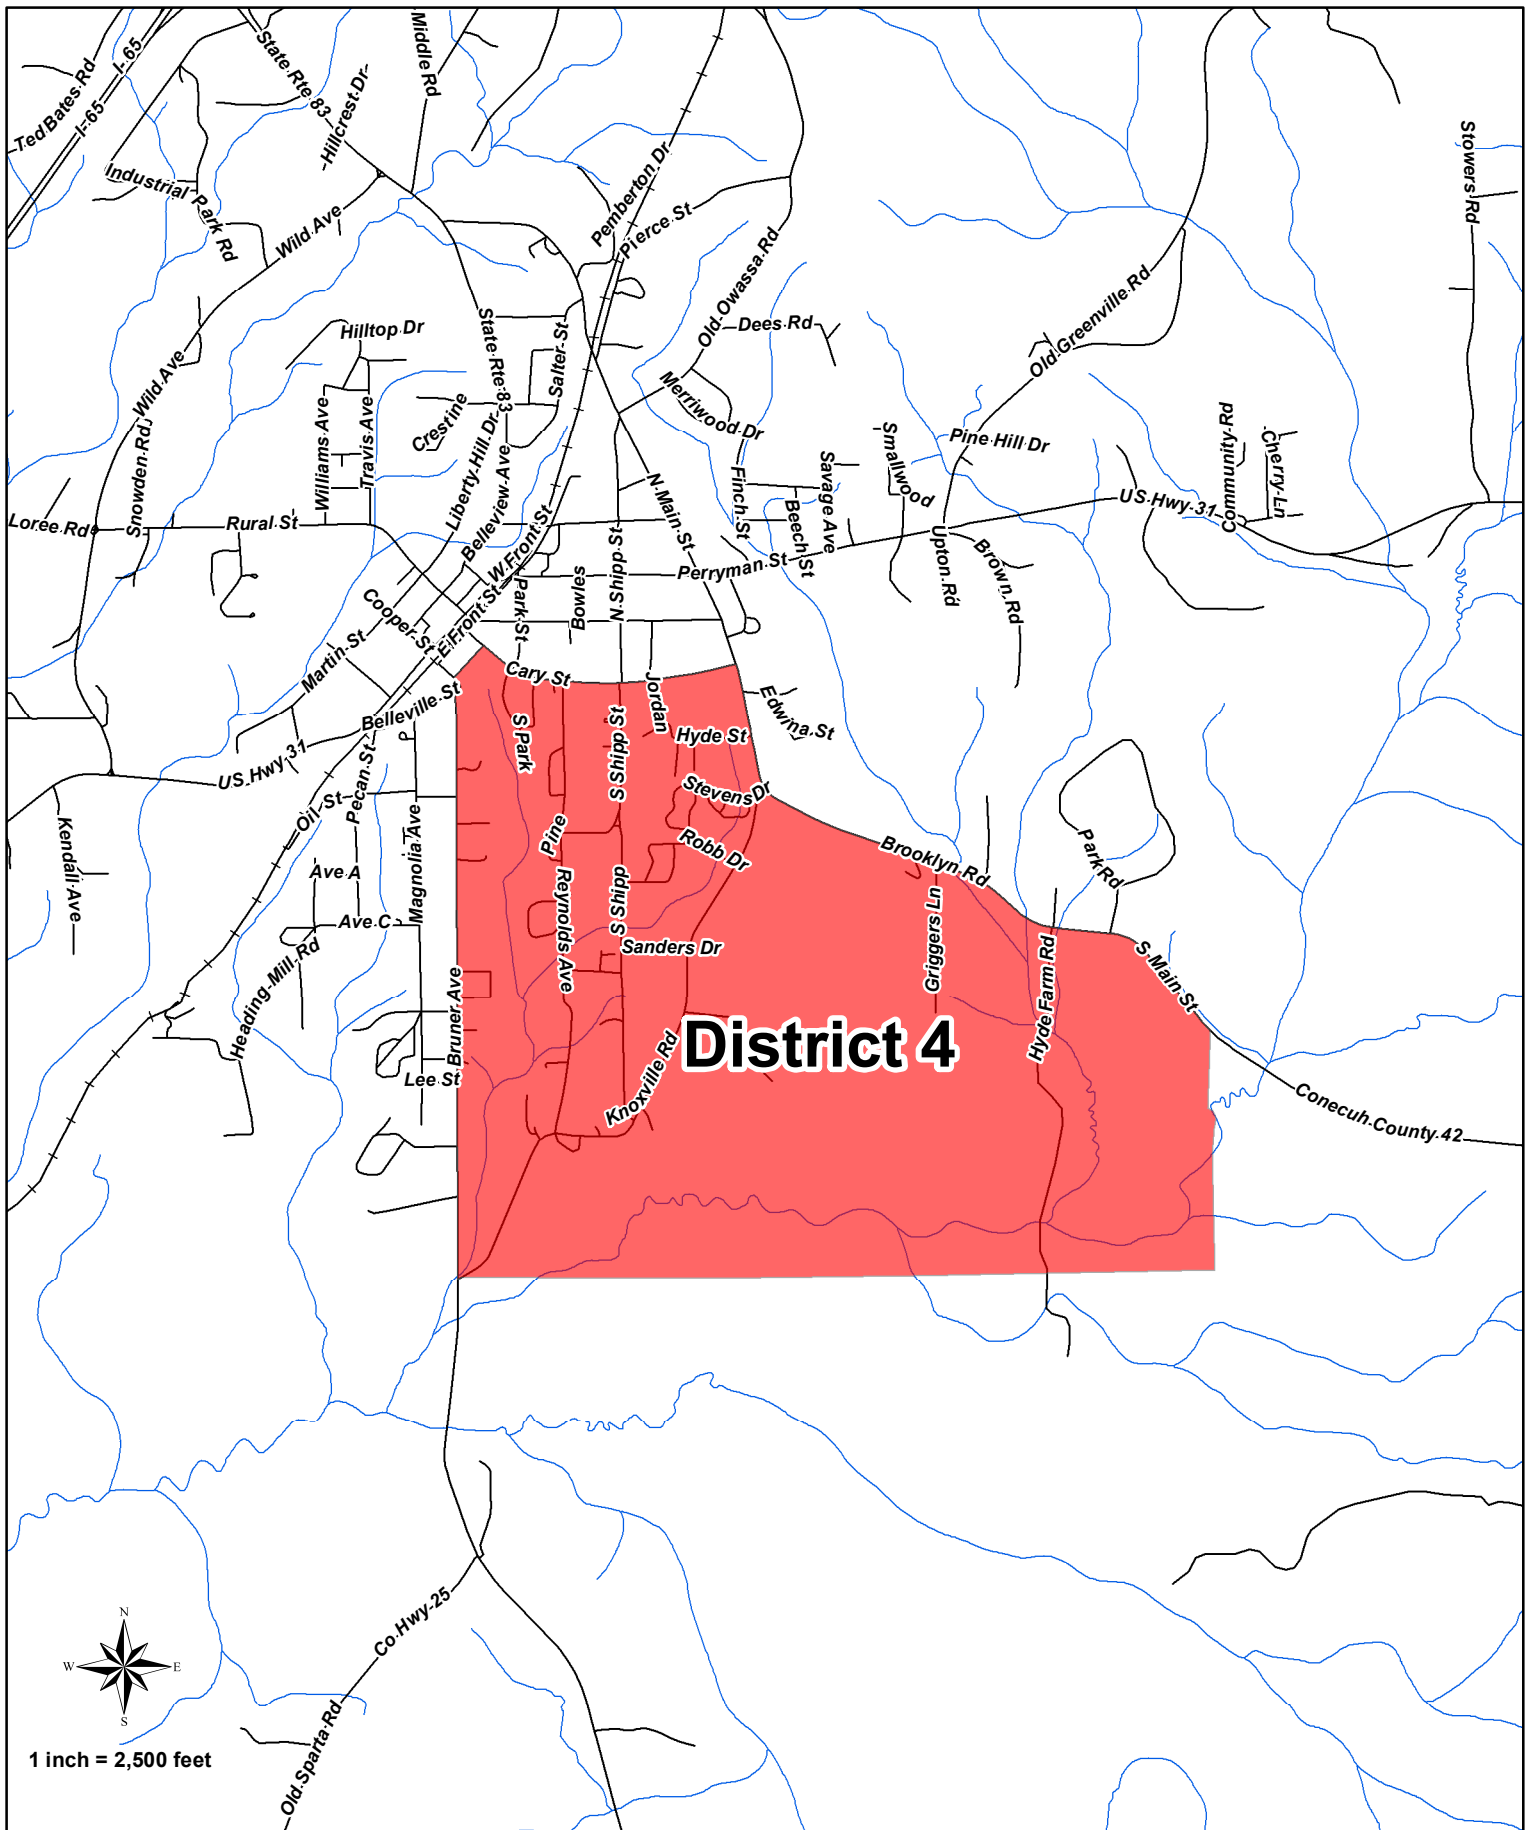 Ted Bates Rd
I-65
I-65
State Rte 83
Hillcrest Dr
Middle Rd
Industrial Park Rd
Wild Ave
Pemberton Dr
Pierce St
Old Owassa Rd
Stowers Rd
Old Greenville Rd
Dees Rd
Hilltop Dr
State Rte 83
Salter St
Wild Ave
Merriwood Dr
Williams Ave
Travis Ave
Crestine
Liberty Hill Dr
Belleview Ave
Snowden Rd
Smallwood
Pine Hill Dr
Community Rd
Cherry Ln
Savage Ave
Finch St
Beech St
N Main St
US Hwy 31
Loree Rd
Rural St
W Front St
N Shipp St
Perryman St
Upton Rd
Brown Rd
Cooper St
E Front St
Park St
Bowles
Martin St
Cary St
Jordan
Edwina St
Belleville St
S Park
S Shipp St
Hyde St
US Hwy 31
Pecan St
Stevens Dr
Oil St
Kendall Ave
Magnolia Ave
Pine
Robb Dr
Brooklyn Rd
Park Rd
Ave A
Reynolds Ave
S Shipp
Griggers Ln
Ave C
Sanders Dr
Heading Mill Rd
Hyde Farm Rd
S Main St
Bruner Ave
District 4
Knoxville Rd
Lee St
Conecuh County 42
Co Hwy 25
Old Sparta Rd
N
W
E
S
1 inch = 2,500 feet